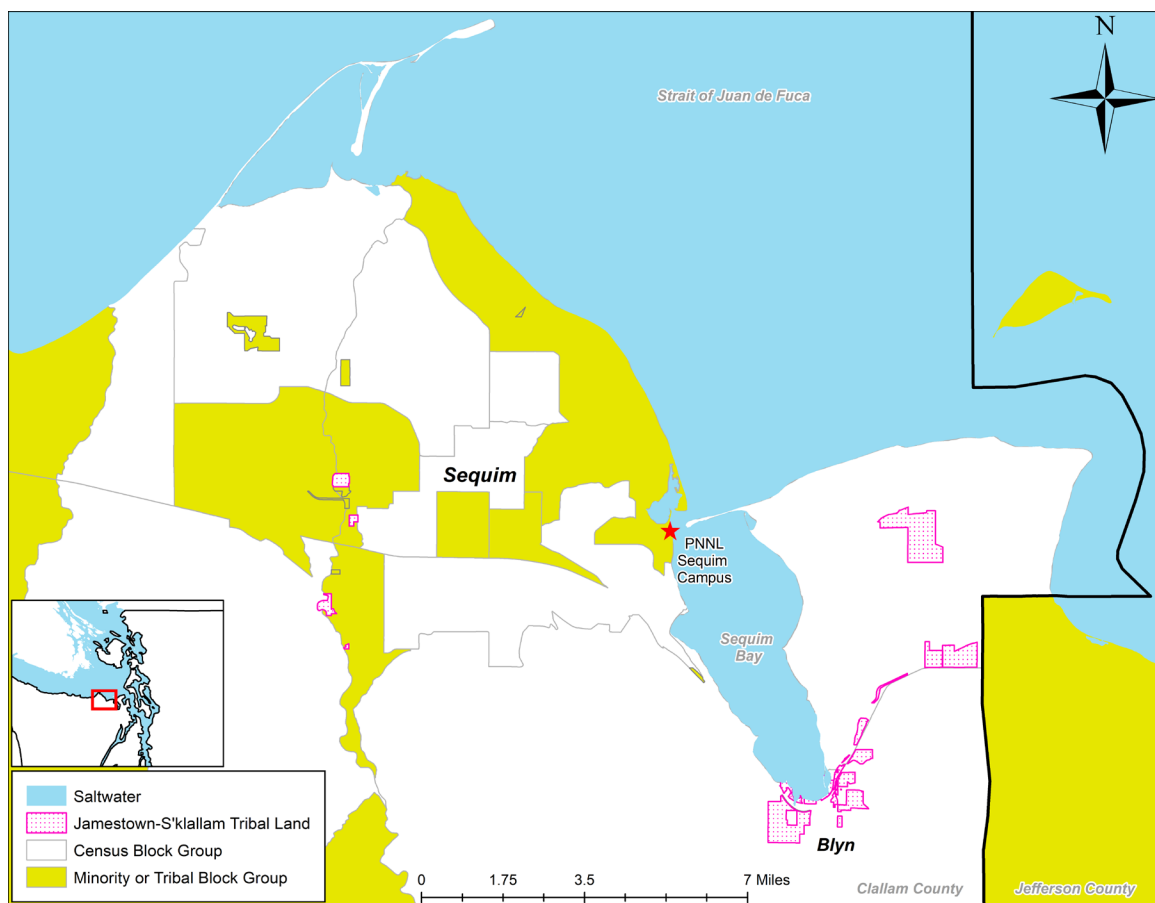 N
Strait of Juan de Fuca
Sequim
PNNL
Sequim
Campus
Sequim
Bay
Saltwater
Jamestown-S'klallam Tribal Land
Census Block Group
Minority or Tribal Block Group
0 1.75 3.5 7 Miles
Blyn
Clallam County
Jefferson County